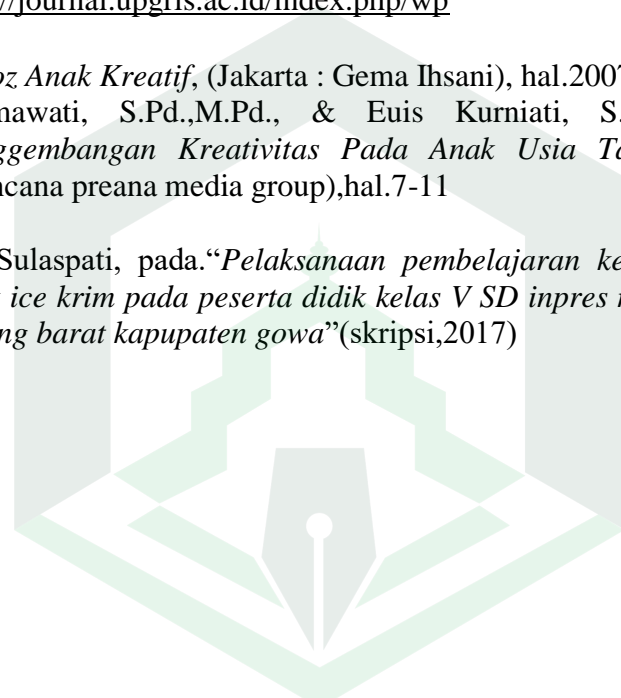 //journal.upgris.ac.id/index.php/wp
oz Anak Kreatif, (Jakarta : Gema Ihsani), hal.2007
mawati, S.Pd.,M.Pd., & Euis Kurniati, S.
ggembangan Kreativitas Pada Anak Usia Ta
ncana preana media group),hal.7-11
Sulaspati, pada.“Pelaksanaan pembelajaran ke
ice krim pada peserta didik kelas V SD inpres
ng barat kapupaten gowa”(skripsi,2017)